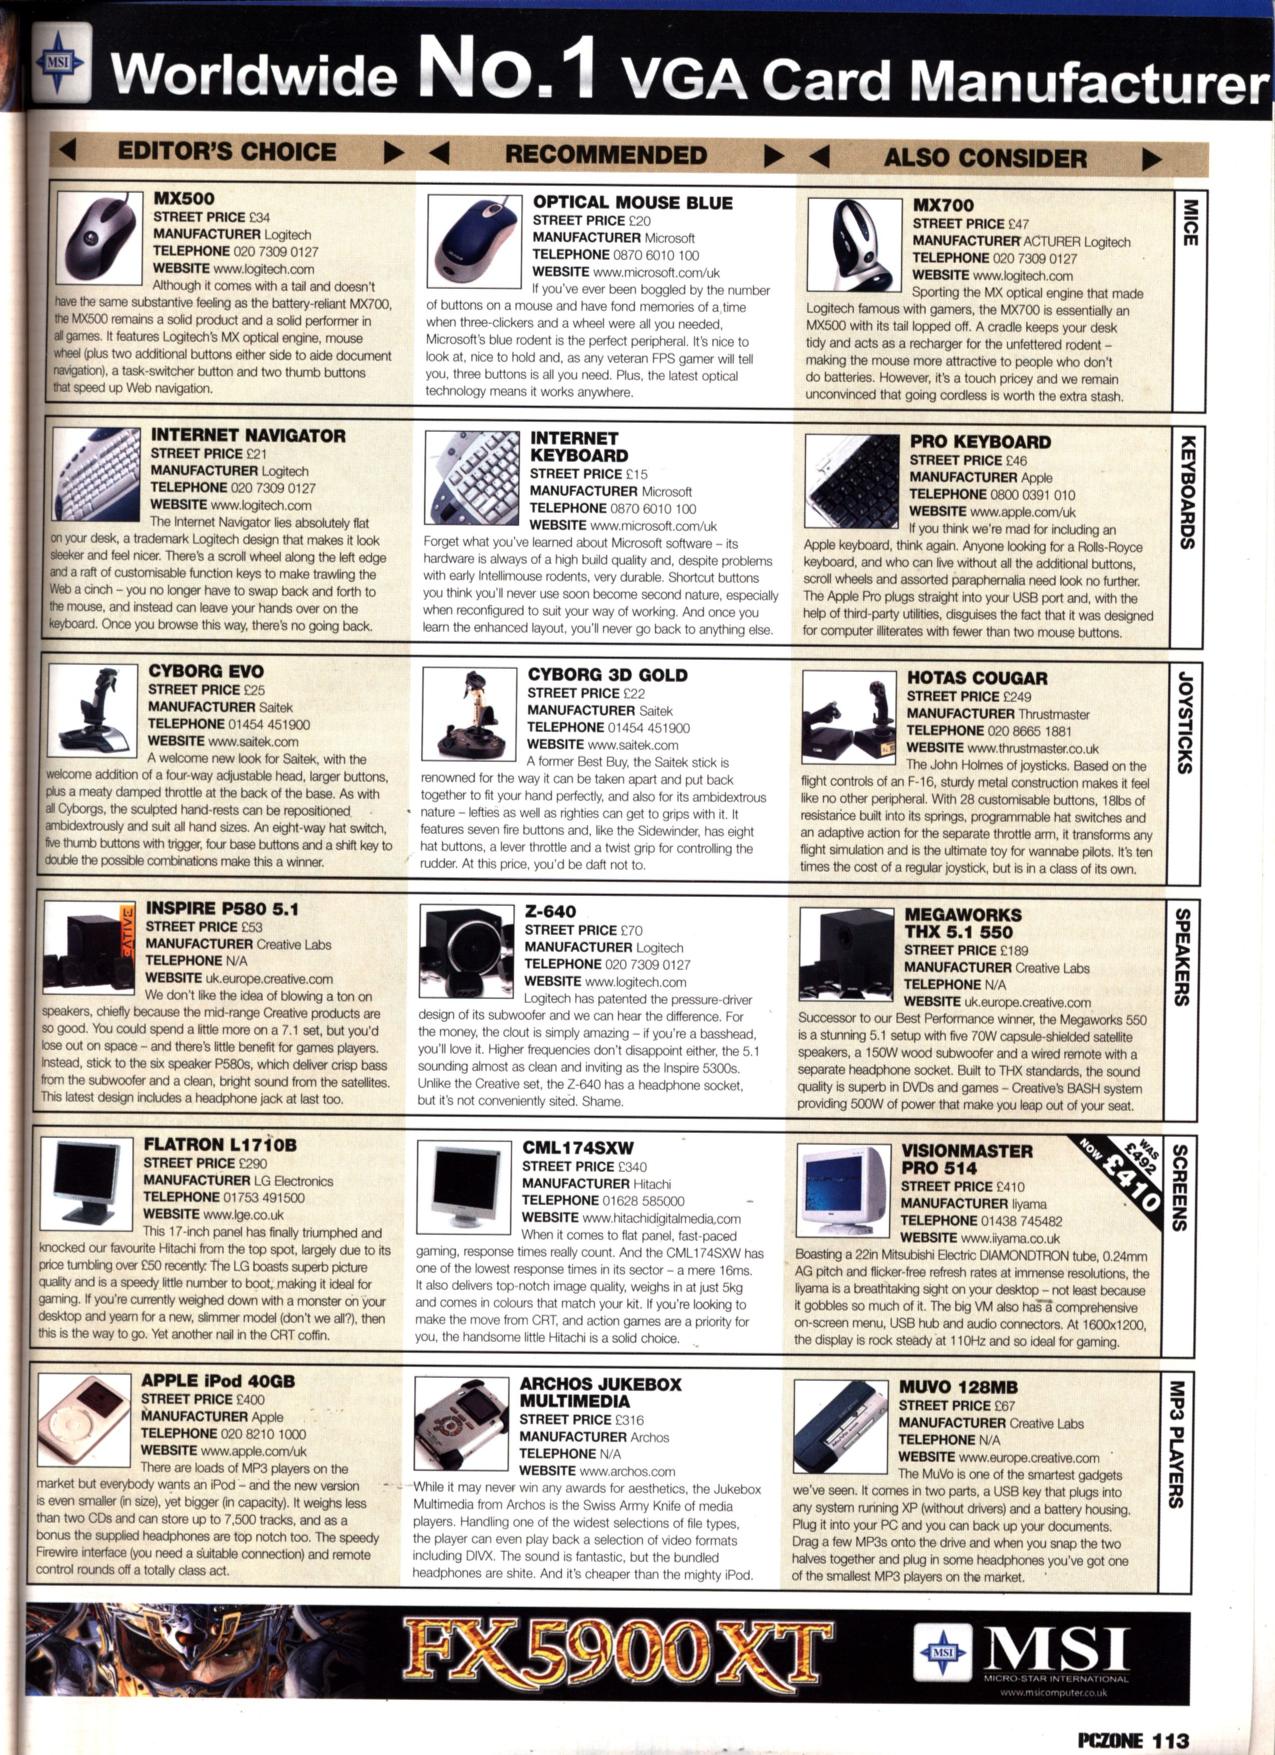 MSI
Worldwide No.1 VGA Card Manufacturer
EDITOR'S CHOICE
RECOMMENDED
ALSO CONSIDER
MICE
MX500
STREET PRICE £34
MANUFACTURER Logitech
TELEPHONE 020 7309 0127
WEBSITE www.logitech.com
Although it comes with a tail and doesn't
have the same substantive feeling as the battery-reliant MX700,
the MX500 remains a solid product and a solid performer in
all games. It features Logitech's MX optical engine, mouse
wheel (plus two additional buttons either side to aide document
navigation), a task-switcher button and two thumb buttons
that speed up Web navigation.
OPTICAL MOUSE BLUE
STREET PRICE £20
MANUFACTURER Microsoft
TELEPHONE 0870 6010 100
WEBSITE www.microsoft.com/uk
If you've ever been boggled by the number
of buttons on a mouse and have fond memories of a time
when three-clickers and a wheel were all you needed,
Microsoft's blue rodent is the perfect peripheral. It's nice to
look at, nice to hold and, as any veteran FPS gamer will tell
you, three buttons is all you need. Plus, the latest optical
technology means it works anywhere.
MX700
STREET PRICE £47
MANUFACTURER ACTURER Logitech
TELEPHONE 020 7309 0127
WEBSITE www.logitech.com
Sporting the MX optical engine that made
Logitech famous with gamers, the MX700 is essentially an
MX500 with its tail lopped off. A cradle keeps your desk
tidy and acts as a recharger for the unfettered rodent –
making the mouse more attractive to people who don't
do batteries. However, it's a touch pricey and we remain
unconvinced that going cordless is worth the extra stash.
KEYBOARDS
INTERNET NAVIGATOR
STREET PRICE £21
MANUFACTURER Logitech
TELEPHONE 020 7309 0127
WEBSITE www.logitech.com
The Internet Navigator lies absolutely flat
on your desk, a trademark Logitech design that makes it look
sleeker and feel nicer. There's a scroll wheel along the left edge
and a raft of customisable function keys to make trawling the
Web a cinch – you no longer have to swap back and forth to
the mouse, and instead can leave your hands over on the
keyboard. Once you browse this way, there's no going back.
INTERNET
KEYBOARD
STREET PRICE £15
MANUFACTURER Microsoft
TELEPHONE 0870 6010 100
WEBSITE www.microsoft.com/uk
Forget what you've learned about Microsoft software – its
hardware is always of a high build quality and, despite problems
with early Intellimouse rodents, very durable. Shortcut buttons
you think you'll never use soon become second nature, especially
when reconfigured to suit your way of working. And once you
learn the enhanced layout, you'll never go back to anything else.
PRO KEYBOARD
STREET PRICE £46
MANUFACTURER Apple
TELEPHONE 0800 0391 010
WEBSITE www.apple.com/uk
If you think we're mad for including an
Apple keyboard, think again. Anyone looking for a Rolls-Royce
keyboard, and who can live without all the additional buttons,
scroll wheels and assorted paraphernalia need look no further.
The Apple Pro plugs straight into your USB port and, with the
help of third-party utilities, disguises the fact that it was designed
for computer illiterates with fewer than two mouse buttons.
JOYSTICKS
CYBORG EVO
STREET PRICE £25
MANUFACTURER Saitek
TELEPHONE 01454 451900
WEBSITE www.saitek.com
A welcome new look for Saitek, with the
welcome addition of a four-way adjustable head, larger buttons,
plus a meaty damped throttle at the back of the base. As with
all Cyborgs, the sculpted hand-rests can be repositioned
ambidextrously and suit all hand sizes. An eight-way hat switch,
five thumb buttons with trigger, four base buttons and a shift key to
double the possible combinations make this a winner.
CYBORG 3D GOLD
STREET PRICE £22
MANUFACTURER Saitek
TELEPHONE 01454 451900
WEBSITE www.saitek.com
A former Best Buy, the Saitek stick is
renowned for the way it can be taken apart and put back
together to fit your hand perfectly, and also for its ambidextrous
nature – lefties as well as righties can get to grips with it. It
features seven fire buttons and, like the Sidewinder, has eight
hat buttons, a lever throttle and a twist grip for controlling the
rudder. At this price, you'd be daft not to.
HOTAS COUGAR
STREET PRICE £249
MANUFACTURER Thrustmaster
TELEPHONE 020 8665 1881
WEBSITE www.thrustmaster.co.uk
The John Holmes of joysticks. Based on the
flight controls of an F-16, sturdy metal construction makes it feel
like no other peripheral. With 28 customisable buttons, 18lbs of
resistance built into its springs, programmable hat switches and
an adaptive action for the separate throttle arm, it transforms any
flight simulation and is the ultimate toy for wannabe pilots. It's ten
times the cost of a regular joystick, but is in a class of its own.
SPEAKERS
INSPIRE P580 5.1
STREET PRICE £53
MANUFACTURER Creative Labs
TELEPHONE N/A
WEBSITE uk.europe.creative.com
We don't like the idea of blowing a ton on
speakers, chiefly because the mid-range Creative products are
so good. You could spend a little more on a 7.1 set, but you'd
lose out on space – and there's little benefit for games players.
Instead, stick to the six speaker P580s, which deliver crisp bass
from the subwoofer and a clean, bright sound from the satellites.
This latest design includes a headphone jack at last too.
Z-640
STREET PRICE £70
MANUFACTURER Logitech
TELEPHONE 020 7309 0127
WEBSITE www.logitech.com
Logitech has patented the pressure-driver
design of its subwoofer and we can hear the difference. For
the money, the clout is simply amazing – if you're a basshead,
you'll love it. Higher frequencies don't disappoint either, the 5.1
sounding almost as clean and inviting as the Inspire 5300s.
Unlike the Creative set, the Z-640 has a headphone socket,
but it's not conveniently sited. Shame.
MEGAWORKS
THX 5.1 550
STREET PRICE £189
MANUFACTURER Creative Labs
TELEPHONE N/A
WEBSITE uk.europe.creative.com
Successor to our Best Performance winner, the Megaworks 550
is a stunning 5.1 setup with five 70W capsule-shielded satellite
speakers, a 150W wood subwoofer and a wired remote with a
separate headphone socket. Built to THX standards, the sound
quality is superb in DVDs and games – Creative's BASH system
providing 500W of power that make you leap out of your seat.
SCREENS
FLATRON L1710B
STREET PRICE £290
MANUFACTURER LG Electronics
TELEPHONE 01753 491500
WEBSITE www.lge.co.uk
This 17-inch panel has finally triumphed and
knocked our favourite Hitachi from the top spot, largely due to its
price tumbling over £50 recently. The LG boasts superb picture
quality and is a speedy little number to boot, making it ideal for
gaming. If you're currently weighed down with a monster on your
desktop and yearn for a new, slimmer model (don't we all?), then
this is the way to go. Yet another nail in the CRT coffin.
CML174SXW
STREET PRICE £340
MANUFACTURER Hitachi
TELEPHONE 01628 585000
WEBSITE www.hitachidigitalmedia,com
When it comes to flat panel, fast-paced
gaming, response times really count. And the CML174SXW has
one of the lowest response times in its sector – a mere 16ms.
It also delivers top-notch image quality, weighs in at just 5kg
and comes in colours that match your kit. If you're looking to
make the move from CRT, and action games are a priority for
you, the handsome little Hitachi is a solid choice.
VISIONMASTER
PRO 514
STREET PRICE £410
MANUFACTURER Iiyama
TELEPHONE 01438 745482
WEBSITE www.iiyama.co.uk
Boasting a 22in Mitsubishi Electric DIAMONDTRON tube, 0.24mm
AG pitch and flicker-free refresh rates at immense resolutions, the
Iiyama is a breathtaking sight on your desktop – not least because
it gobbles so much of it. The big VM also has a comprehensive
on-screen menu, USB hub and audio connectors. At 1600x1200,
the display is rock steady at 110Hz and so ideal for gaming.
WAS
£492
NOW £410
MP3 PLAYERS
APPLE iPod 40GB
STREET PRICE £400
MANUFACTURER Apple
TELEPHONE 020 8210 1000
WEBSITE www.apple.com/uk
There are loads of MP3 players on the
market but everybody wants an iPod – and the new version
is even smaller (in size), yet bigger (in capacity). It weighs less
than two CDs and can store up to 7,500 tracks, and as a
bonus the supplied headphones are top notch too. The speedy
Firewire interface (you need a suitable connection) and remote
control rounds off a totally class act.
ARCHOS JUKEBOX
MULTIMEDIA
STREET PRICE £316
MANUFACTURER Archos
TELEPHONE N/A
WEBSITE www.archos.com
While it may never win any awards for aesthetics, the Jukebox
Multimedia from Archos is the Swiss Army Knife of media
players. Handling one of the widest selections of file types,
the player can even play back a selection of video formats
including DIVX. The sound is fantastic, but the bundled
headphones are shite. And it's cheaper than the mighty iPod.
MUVO 128MB
STREET PRICE £67
MANUFACTURER Creative Labs
TELEPHONE N/A
WEBSITE www.europe.creative.com
The MuVo is one of the smartest gadgets
we've seen. It comes in two parts, a USB key that plugs into
any system running XP (without drivers) and a battery housing.
Plug it into your PC and you can back up your documents.
Drag a few MP3s onto the drive and when you snap the two
halves together and plug in some headphones you've got one
of the smallest MP3 players on the market.
FX5900XT
MSI
MSI
MICRO-STAR INTERNATIONAL
www.msicomputer.co.uk
PCZONE 113